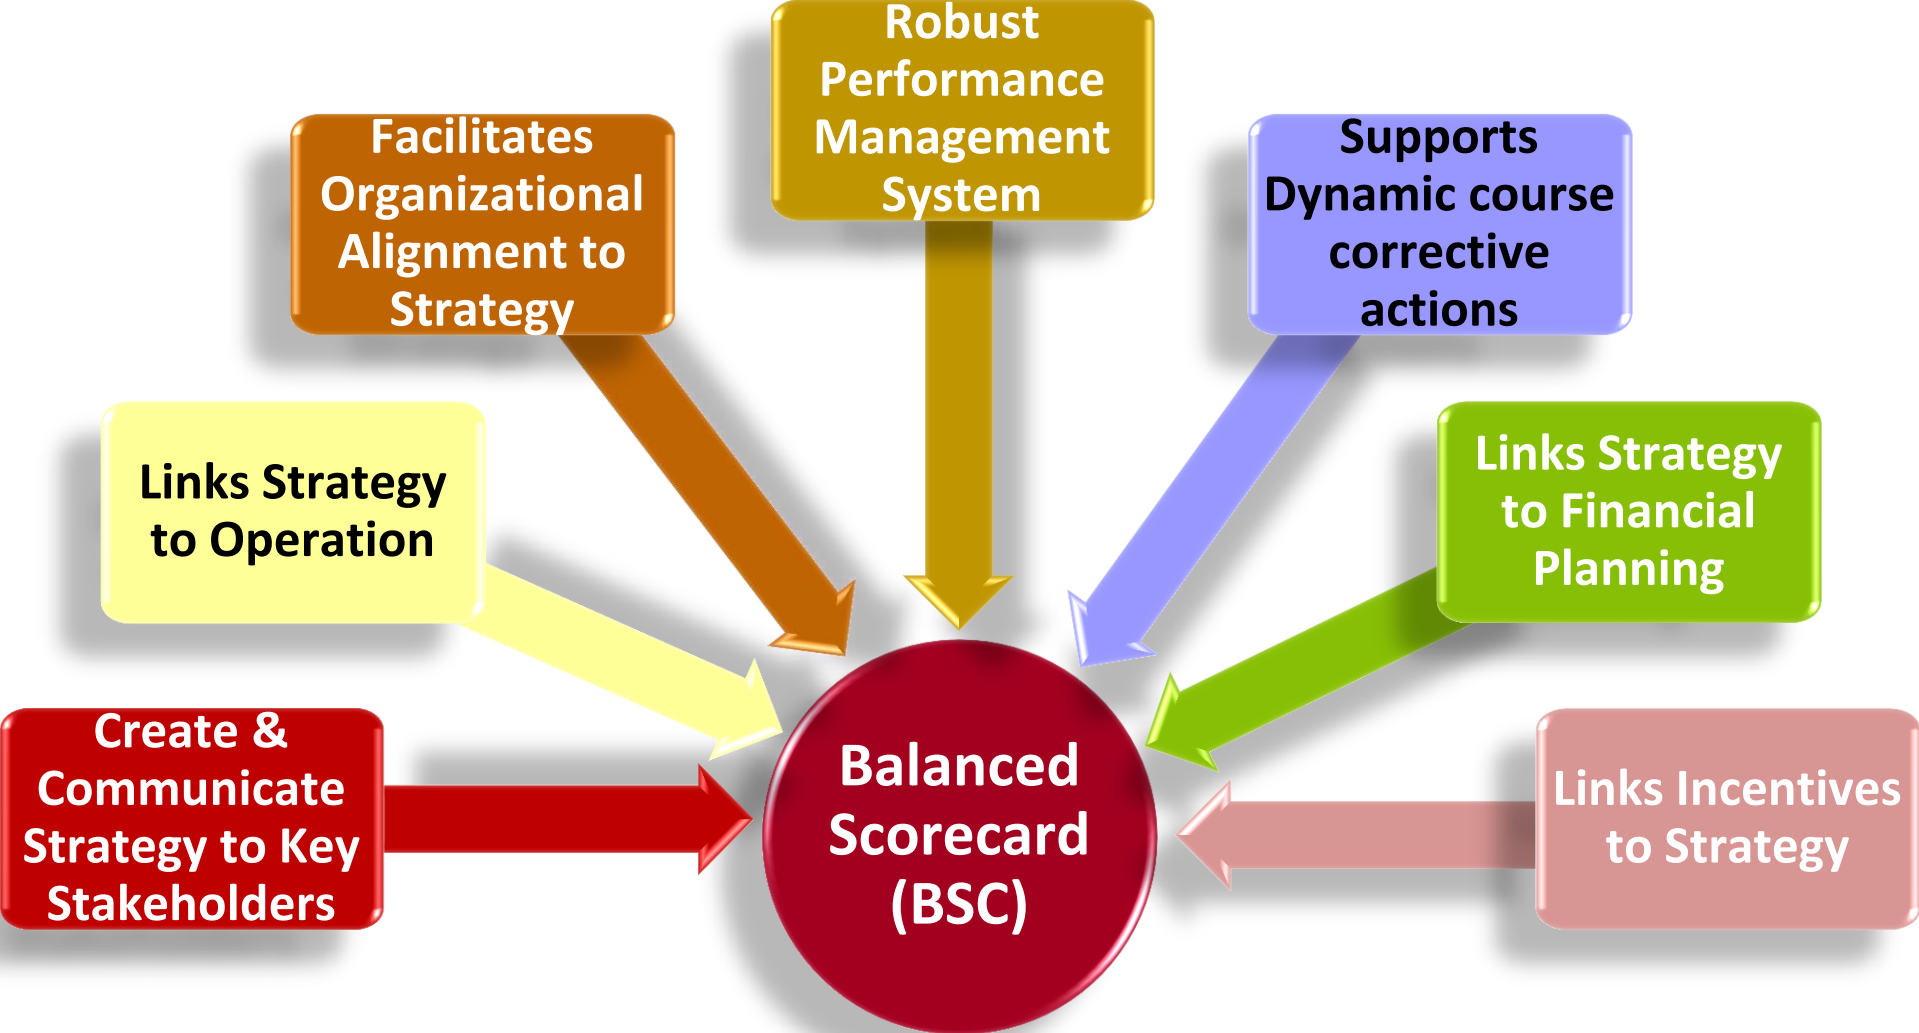 Robust
Performance
Management
System
Facilitates
Organizational
Alignment to
Strategy
Supports
Dynamic course
corrective
actions
Links Strategy
to Operation
Links Strategy
to Financial
Planning
Create &
Communicate
Strategy to Key
Stakeholders
Balanced
Scorecard
(BSC)
Links Incentives
to Strategy